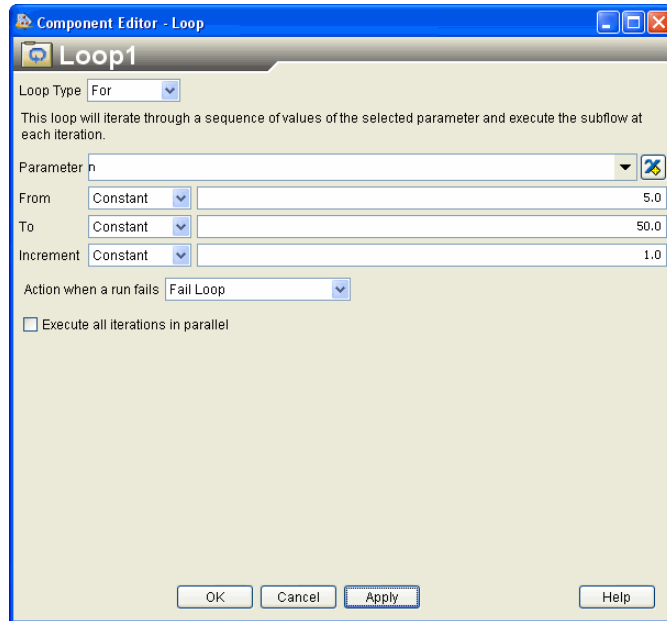 Component Editor - Loop
Loop1
Loop Type For
This loop will iterate through a sequence of values of the selected parameter and execute the subflow at
each iteration.
Parameter n
From Constant 5.0
To Constant 50.0
Increment Constant 1.0
Action when a run fails Fail Loop
Execute all iterations in parallel
OK Cancel Apply Help